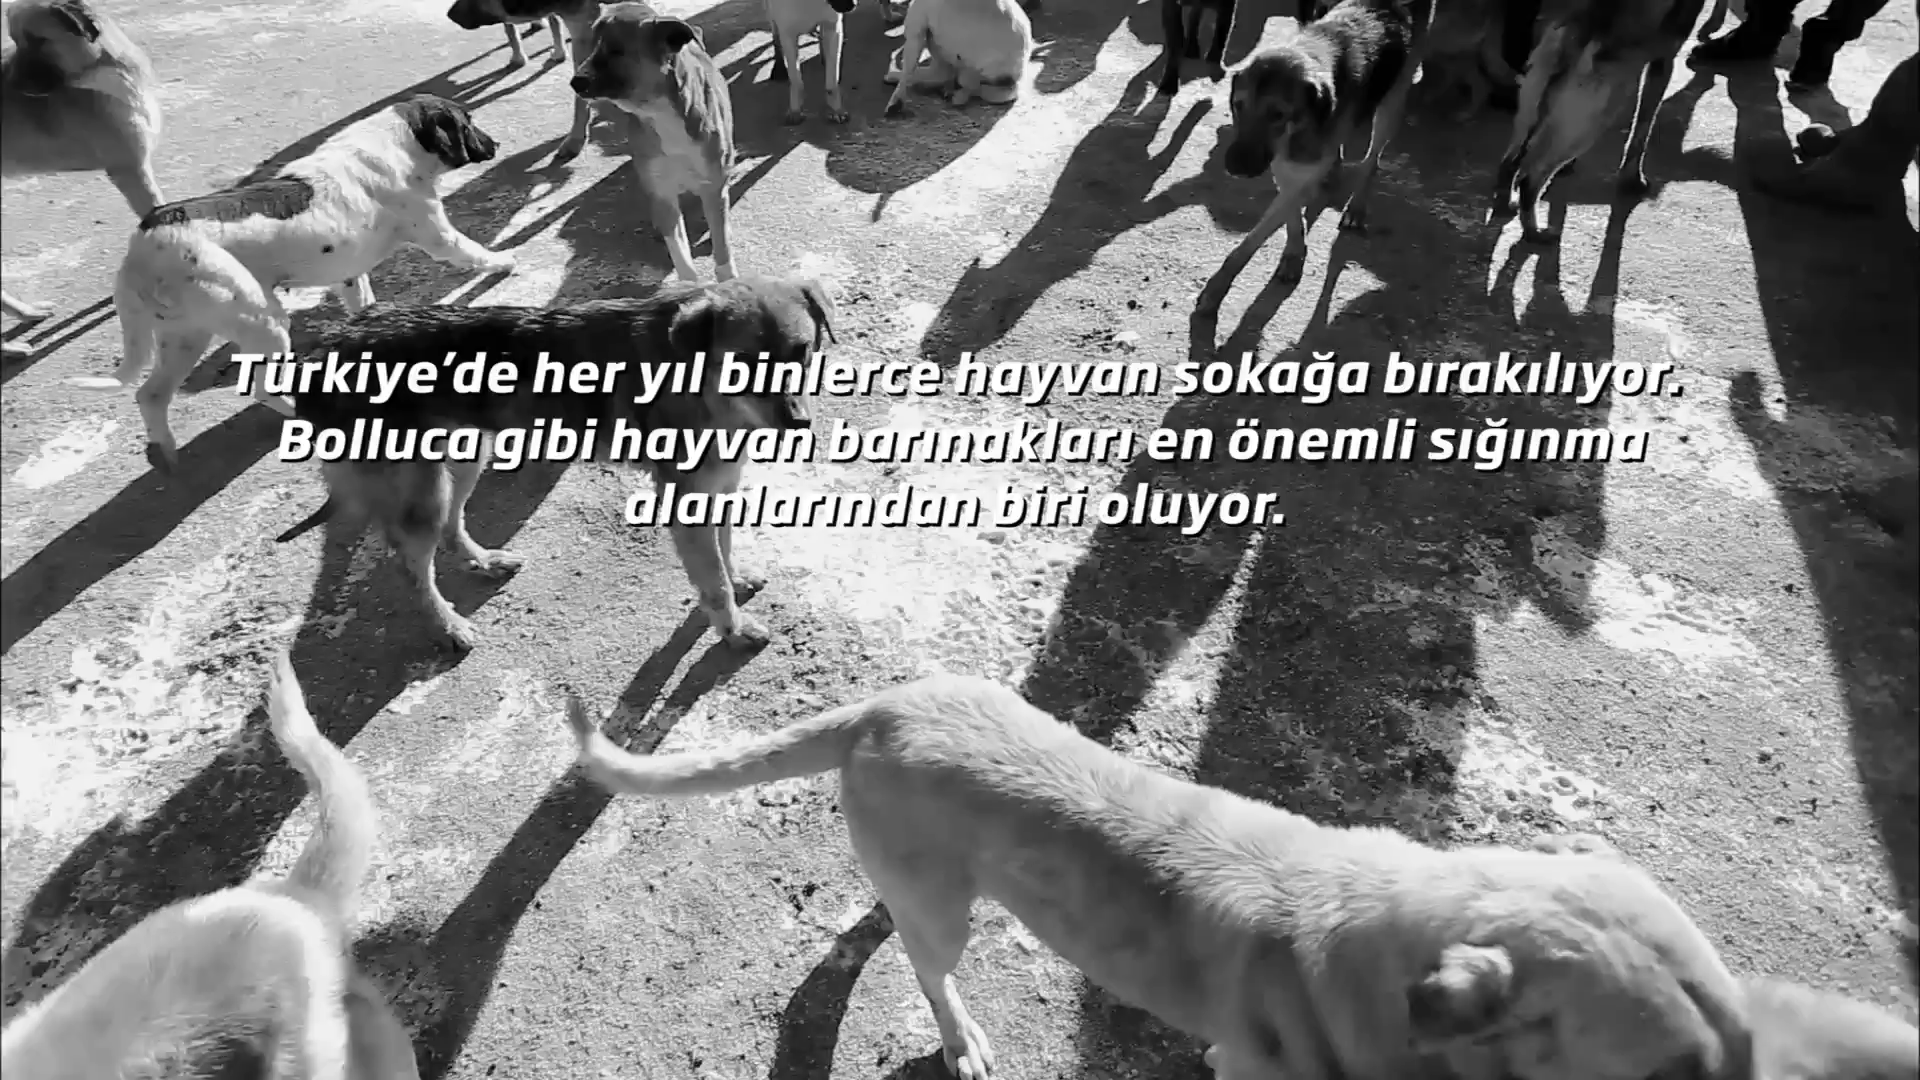 Türkiye’de her yıl binlerce hayvan sokağa bırakılıyor.
Bolluca gibi hayvan barınakları en önemli sığınma
alanlarından biri oluyor.